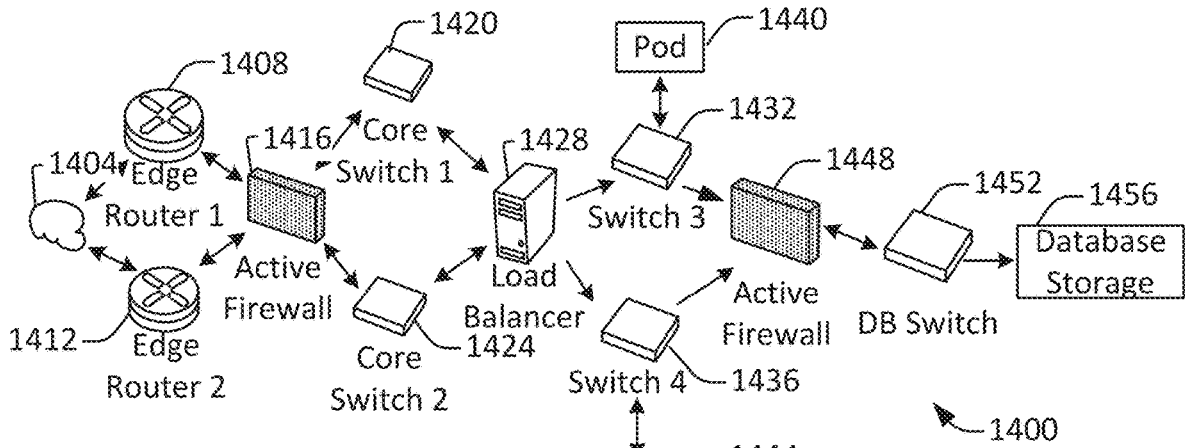 1420
1440
Pod
1408
1432
1416
Core
Switch 1
1428
1448
1404
Edge
Router 1
Switch 3
1452
1456
Database
Storage
Active
Firewall
Load
Balancer
Active
Firewall
DB Switch
1412
Edge
Router 2
1424
Core
Switch 2
Switch 4
1436
1400